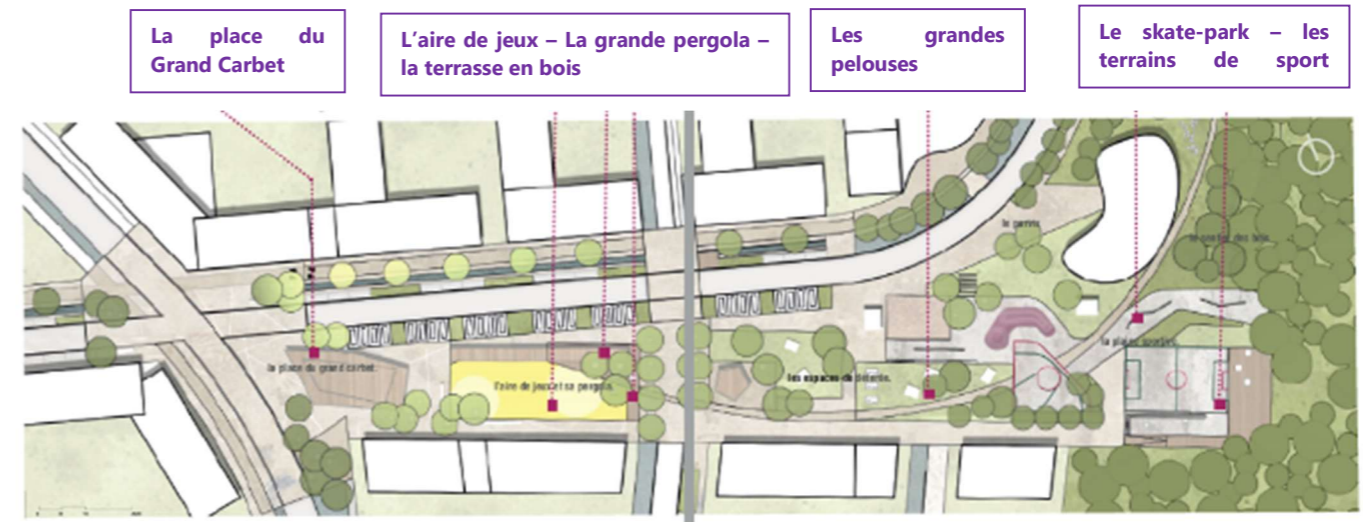 La place du
Grand Carbet
L'aire de jeux – La grande pergola –
la terrasse en bois
Les grandes
pelouses
Le skate-park – les
terrains de sport
la place du grand carbet.
l'aire de jeux et sa pergola.
les espaces de détente.
la plaine sportive.